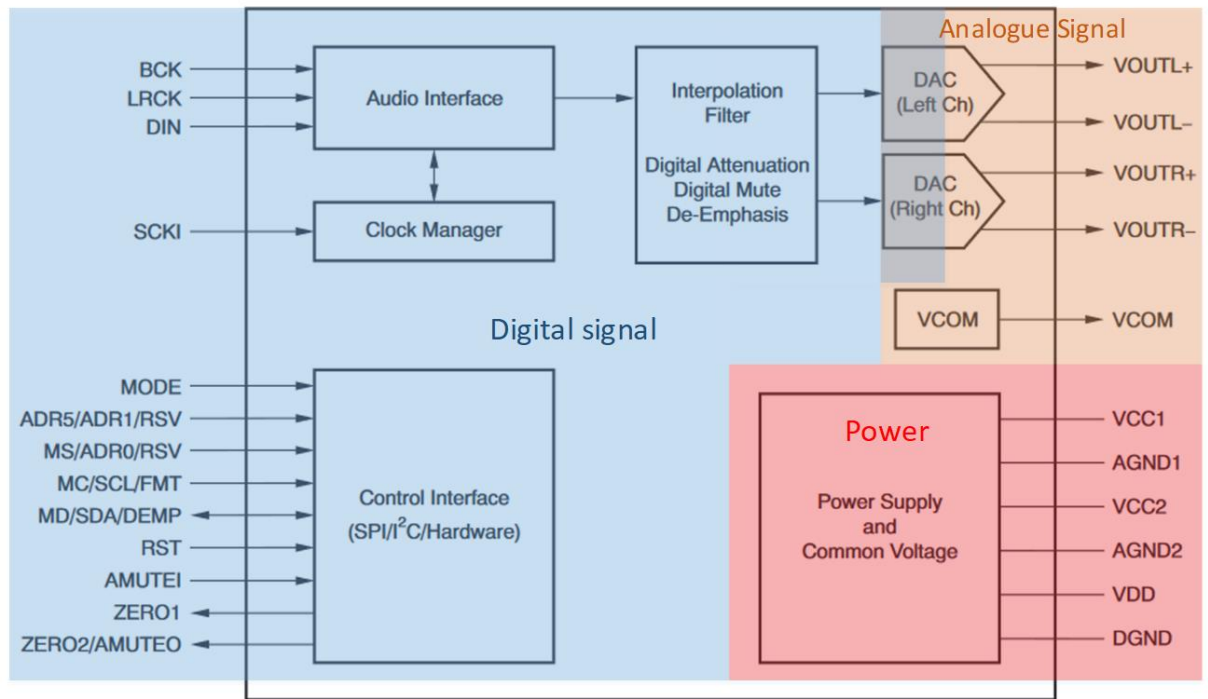 Analogue Signal
BCK
LRCK
DIN
SCKI
Audio Interface
Clock Manager
Interpolation
Filter
Digital Attenuation
Digital Mute
De-Emphasis
DAC
(Left Ch)
DAC
(Right Ch)
VOUTL+
VOUTL−
VOUTR+
VOUTR−
VCOM
VCOM
Digital signal
MODE
ADR5/ADR1/RSV
MS/ADR0/RSV
MC/SCL/FMT
MD/SDA/DEMP
RST
AMUTEI
ZERO1
ZERO2/AMUTEO
Control Interface
(SPI/I²C/Hardware)
Power
Power Supply
and
Common Voltage
VCC1
AGND1
VCC2
AGND2
VDD
DGND